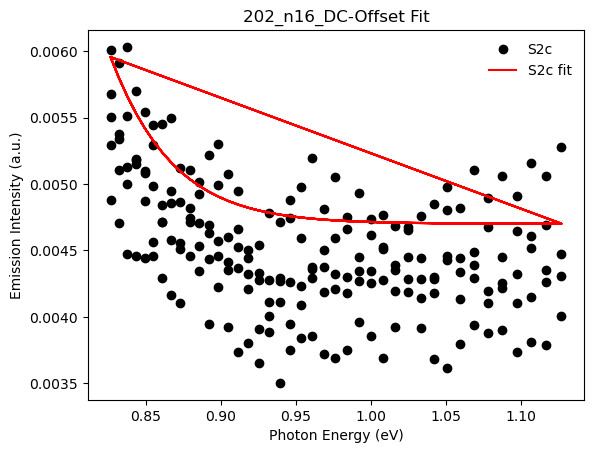 202_n16_DC-Offset Fit
S2c
S2c fit
Emission Intensity (a.u.)
0.0060
0.0055
0.0050
0.0045
0.0040
0.0035
0.85 0.90 0.95 1.00 1.05 1.10
Photon Energy (eV)